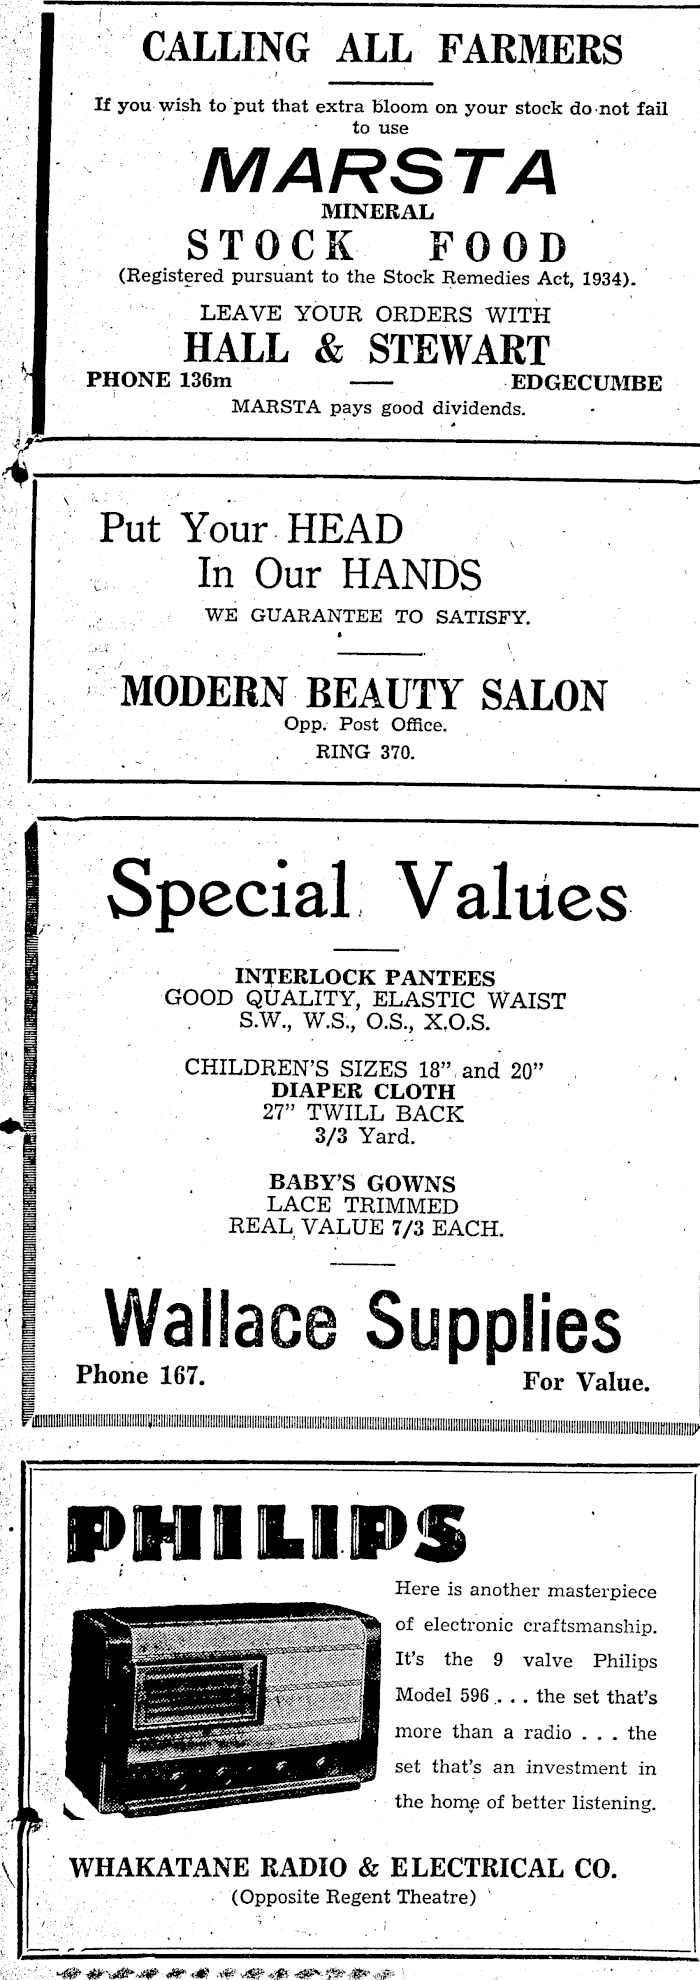 CALLING ALL FARMERS
If you wish to put that extra bloom on your stock do not fail
to use
MARSTA
MINERAL
STOCK FOOD
(Registered pursuant to the Stock Remedies Act, 1934).
LEAVE YOUR ORDERS WITH
HALL & STEWART
PHONE 136m — EDGECUMBE
MARSTA pays good dividends.
Put Your HEAD
In Our HANDS
WE GUARANTEE TO SATISFY.
MODERN BEAUTY SALON
Opp. Post Office.
RING 370.
Special Values
INTERLOCK PANTEES
GOOD QUALITY, ELASTIC WAIST
S.W., W.S., O.S., X.O.S.
CHILDREN'S SIZES 18” and 20”
DIAPER CLOTH
27” TWILL BACK
3/3 Yard.
BABY'S GOWNS
LACE TRIMMED
REAL VALUE 7/3 EACH.
Wallace Supplies
Phone 167. For Value.
PHILIPS
Here is another masterpiece
of electronic craftsmanship.
It's the 9 valve Philips
Model 596 . . . the set that's
more than a radio . . . the
set that's an investment in
the home of better listening.
WHAKATANE RADIO & ELECTRICAL CO.
(Opposite Regent Theatre)